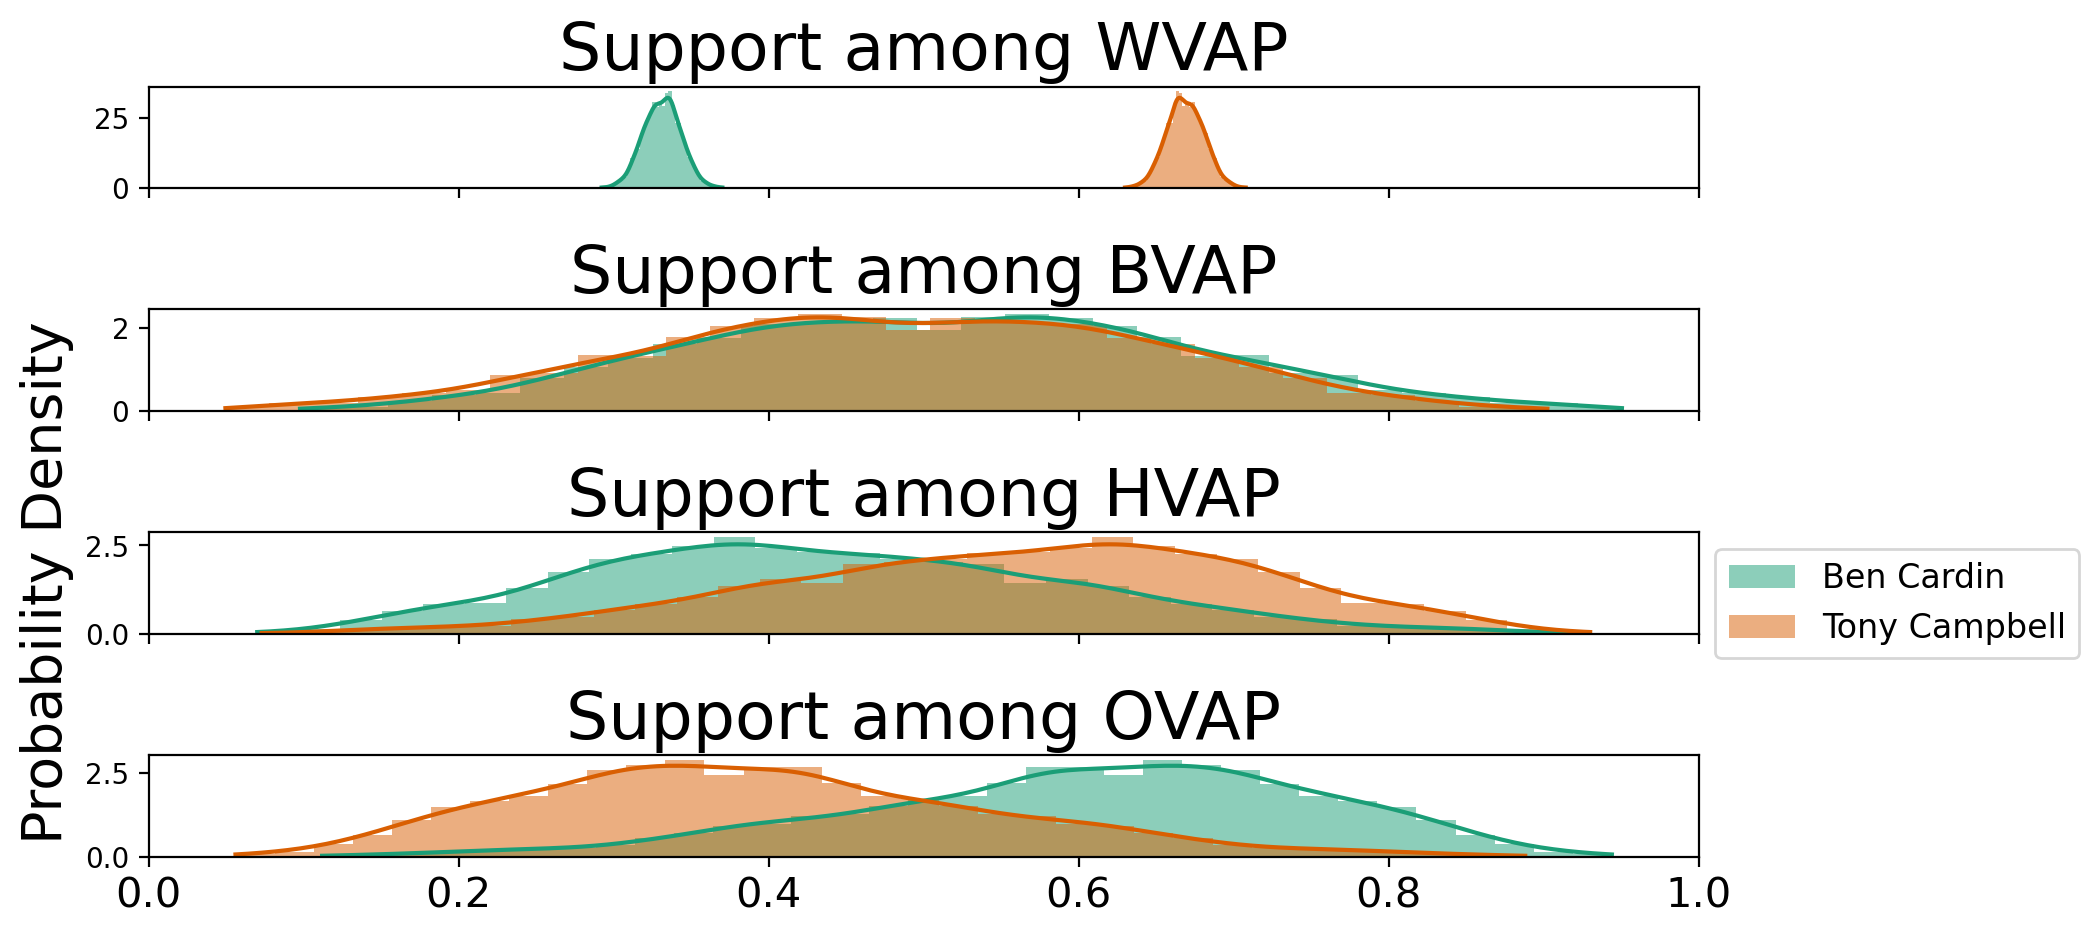 Support among WVAP
25
0
Support among BVAP
2
0
Support among HVAP
2.5
0.0
Support among OVAP
2.5
0.0
0.0 0.2 0.4 0.6 0.8 1.0
Probability Density
Ben Cardin
Tony Campbell